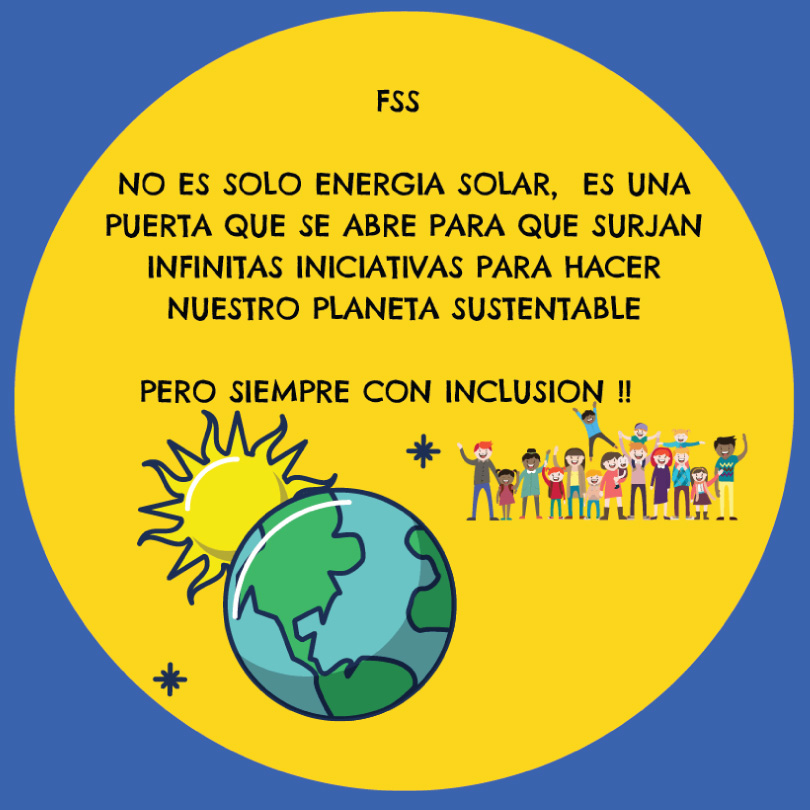 FSS
NO ES SOLO ENERGIA SOLAR, ES UNA
PUERTA QUE SE ABRE PARA QUE SURJAN
INFINITAS INICIATIVAS PARA HACER
NUESTRO PLANETA SUSTENTABLE
PERO SIEMPRE CON INCLUSION !!